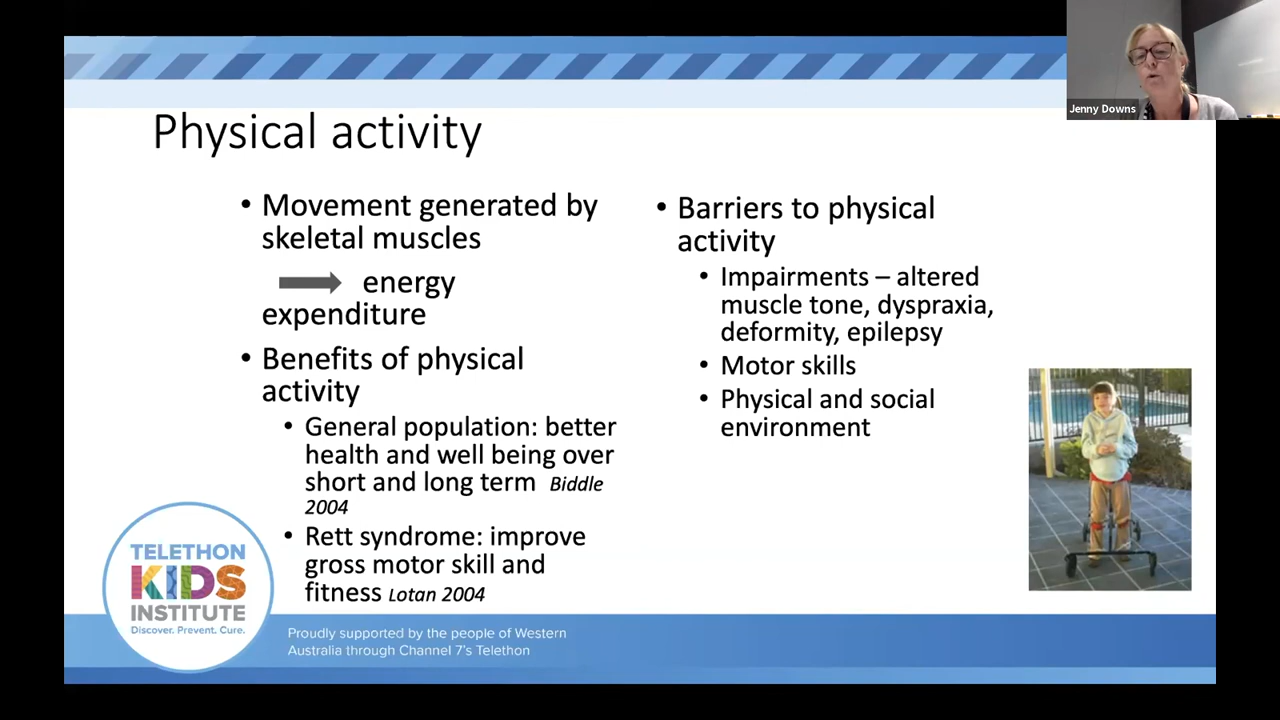 Jenny Downs
Physical activity
• Movement generated by
skeletal muscles
energy
expenditure
• Benefits of physical
activity
• General population: better
health and well being over
short and long term Biddle
2004
• Rett syndrome: improve
gross motor skill and
fitness Lotan 2004
• Barriers to physical
activity
• Impairments – altered
muscle tone, dyspraxia,
deformity, epilepsy
• Motor skills
• Physical and social
environment
TELETHON
KIDS
INSTITUTE
Discover. Prevent. Cure.
Proudly supported by the people of Western
Australia through Channel 7's Telethon